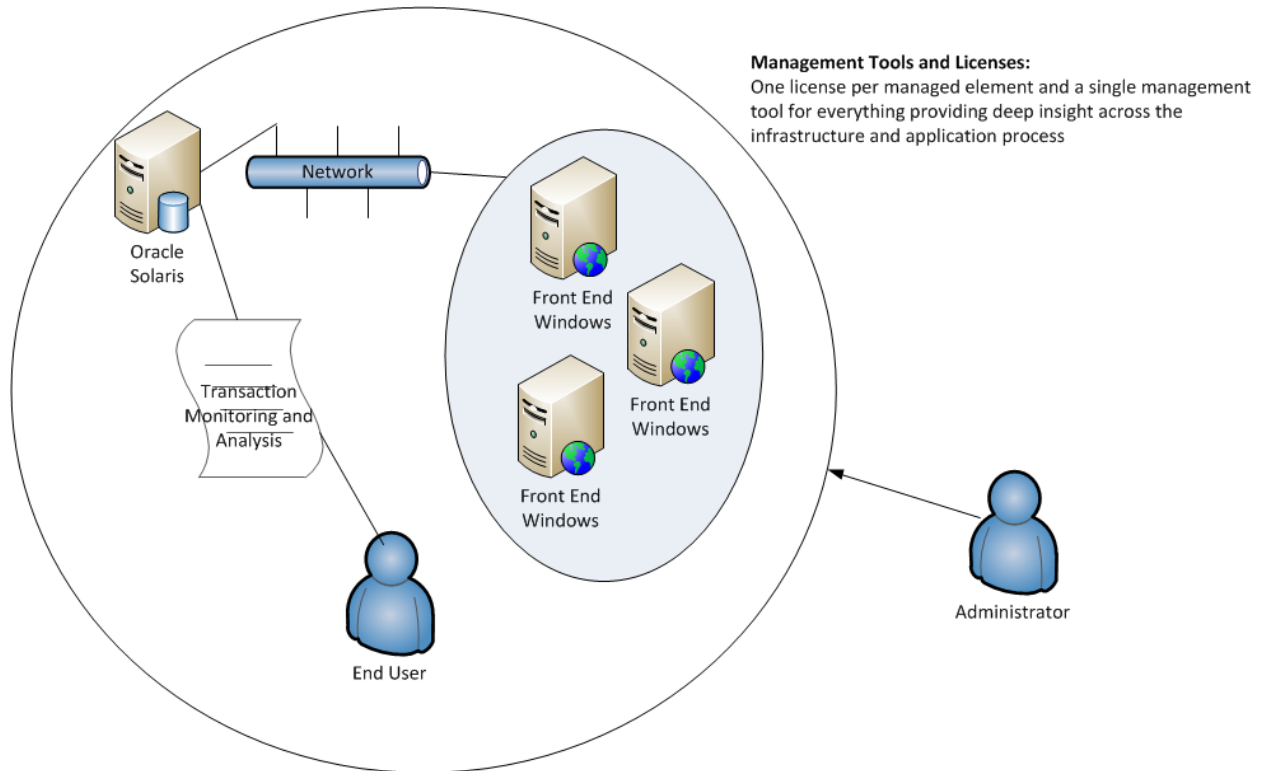 Management Tools and Licenses:
One license per managed element and a single management
tool for everything providing deep insight across the
infrastructure and application process
Network
Oracle
Solaris
Front End
Windows
Front End
Windows
Transaction
Monitoring and
Analysis
Front End
Windows
Administrator
End User